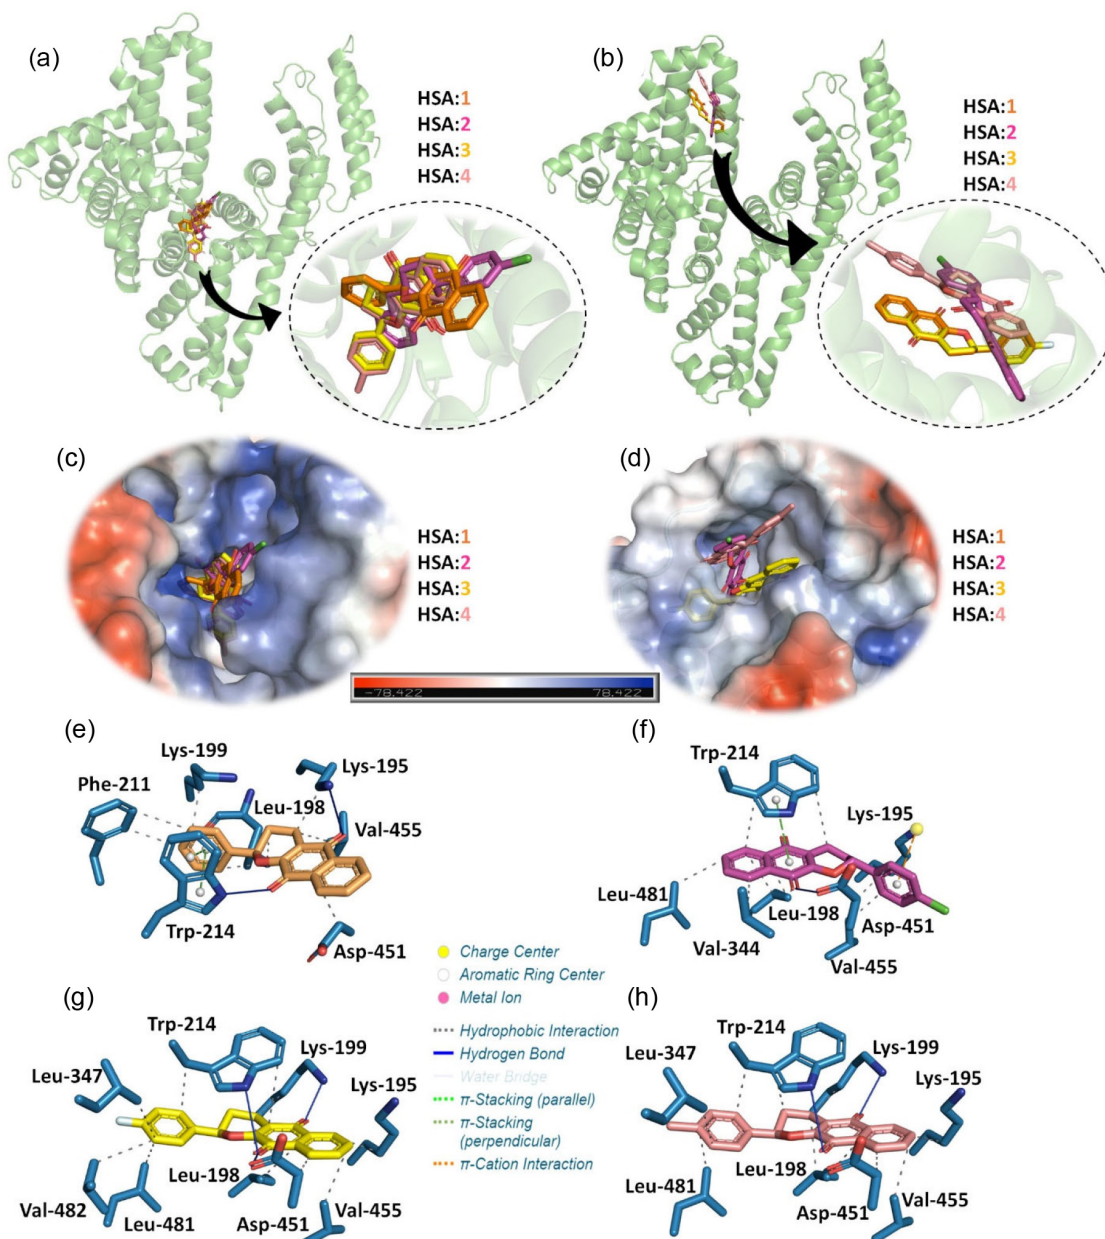 (a)
HSA:1
HSA:2
HSA:3
HSA:4
(b)
HSA:1
HSA:2
HSA:3
HSA:4
(c)
HSA:1
HSA:2
HSA:3
HSA:4
(d)
HSA:1
HSA:2
HSA:3
HSA:4
-78.422 78.422
(e)
Lys-199
Lys-195
Phe-211
Leu-198
Val-455
Trp-214
Asp-451
(f)
Trp-214
Lys-195
Leu-481
Leu-198
Asp-451
Val-344
Val-455
Charge Center
Aromatic Ring Center
Metal Ion
Hydrophobic Interaction
Hydrogen Bond
Water Bridge
π-Stacking (parallel)
π-Stacking
(perpendicular)
π-Cation Interaction
(g)
Trp-214
Lys-199
Leu-347
Lys-195
Leu-198
Val-482
Leu-481
Asp-451
Val-455
(h)
Trp-214
Lys-199
Leu-347
Lys-195
Leu-198
Leu-481
Asp-451
Val-455